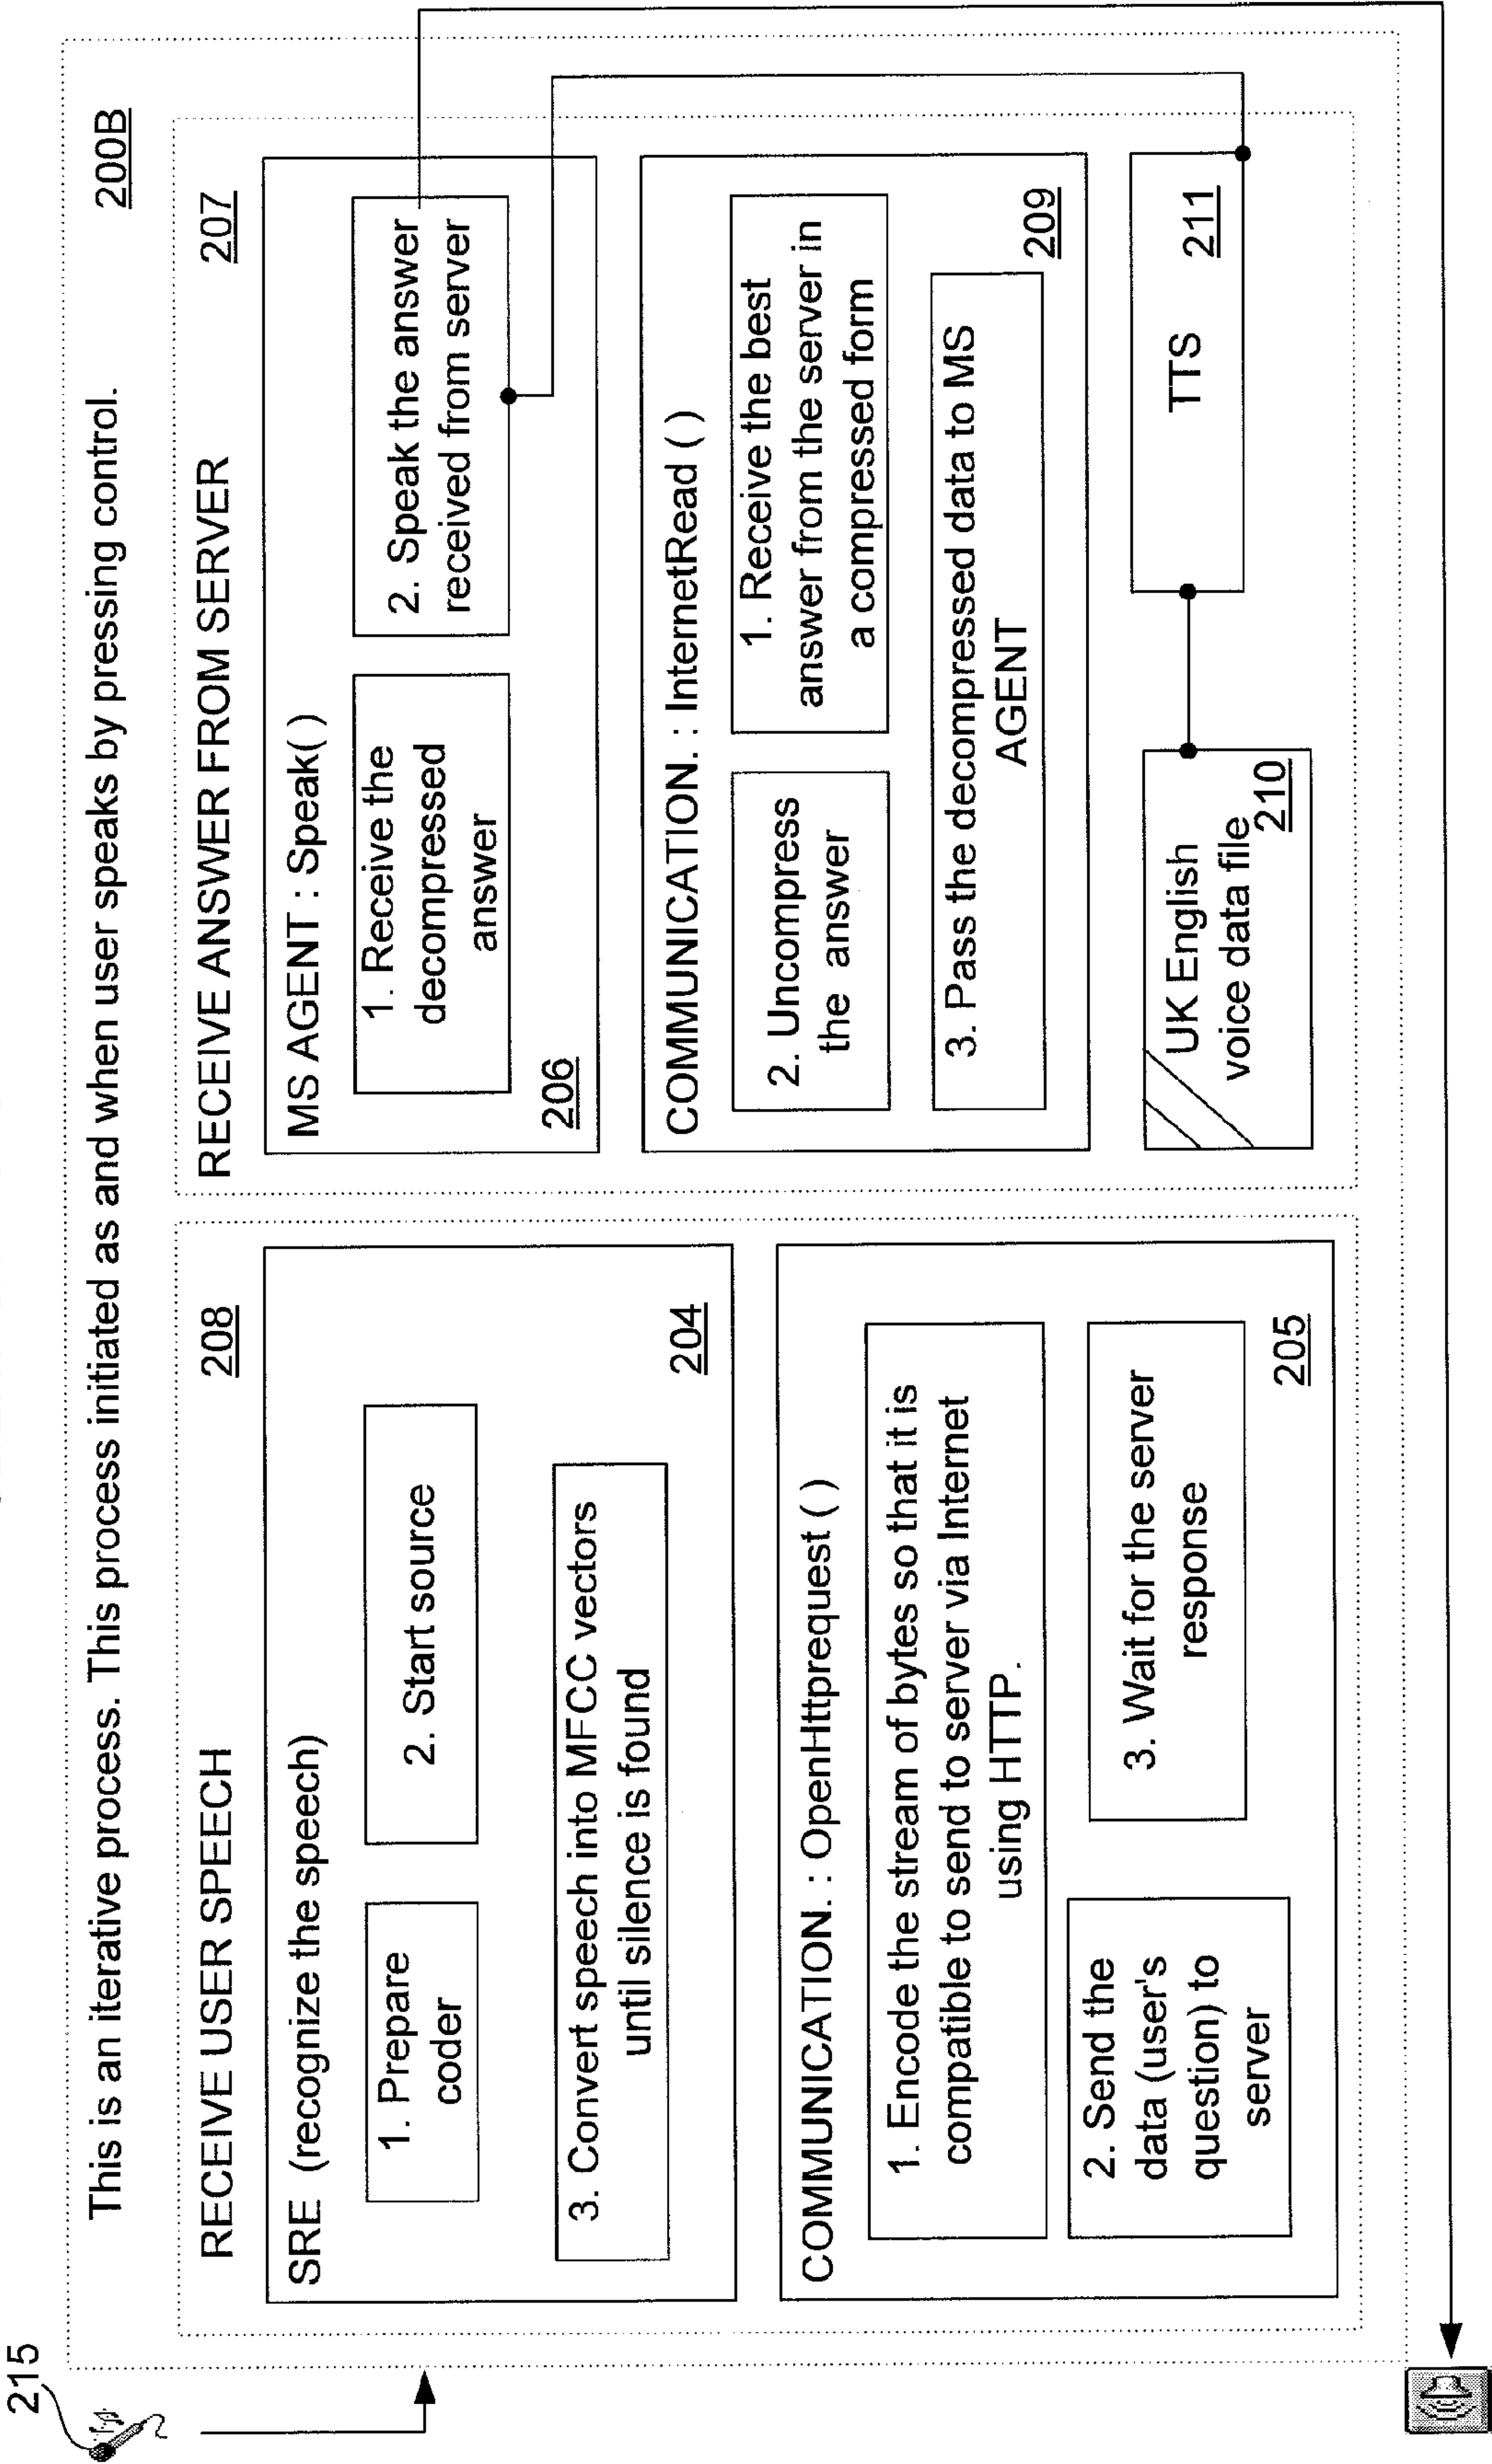 215
This is an iterative process. This process initiated as and when user speaks by pressing control.
200B
RECEIVE USER SPEECH
208
SRE (recognize the speech)
1. Prepare
coder
2. Start source
3. Convert speech into MFCC vectors
until silence is found
204
COMMUNICATION. : OpenHttprequest ( )
1. Encode the stream of bytes so that it is
compatible to send to server via Internet
using HTTP.
2. Send the
data (user's
question) to
server
3. Wait for the server
response
205
RECEIVE ANSWER FROM SERVER
207
MS AGENT : Speak( )
1. Receive the
decompressed
answer
2. Speak the answer
received from server
206
COMMUNICATION. : InternetRead ( )
2. Uncompress
the answer
1. Receive the best
answer from the server in
a compressed form
3. Pass the decompressed data to MS
AGENT
209
UK English
voice data file
210
TTS
211